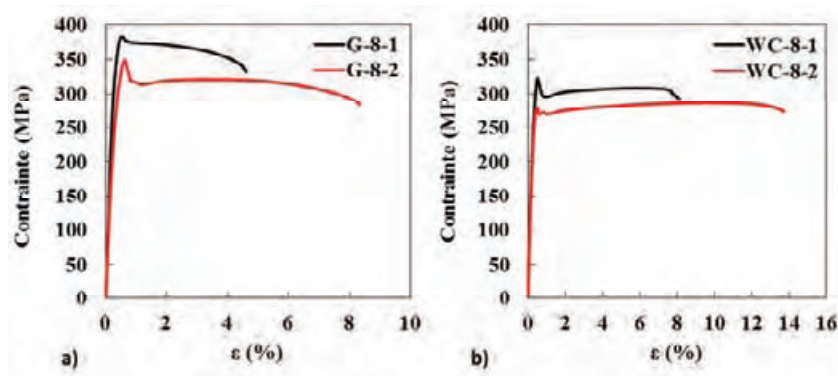 400
350
300
250
200
150
100
50
0
Contrainte (MPa)
G-8-1
G-8-2
0 2 4 6 8 10
ε (%)
a)
400
350
300
250
200
150
100
50
0
Contrainte (MPa)
WC-8-1
WC-8-2
0 2 4 6 8 10 12 14 16
ε (%)
b)